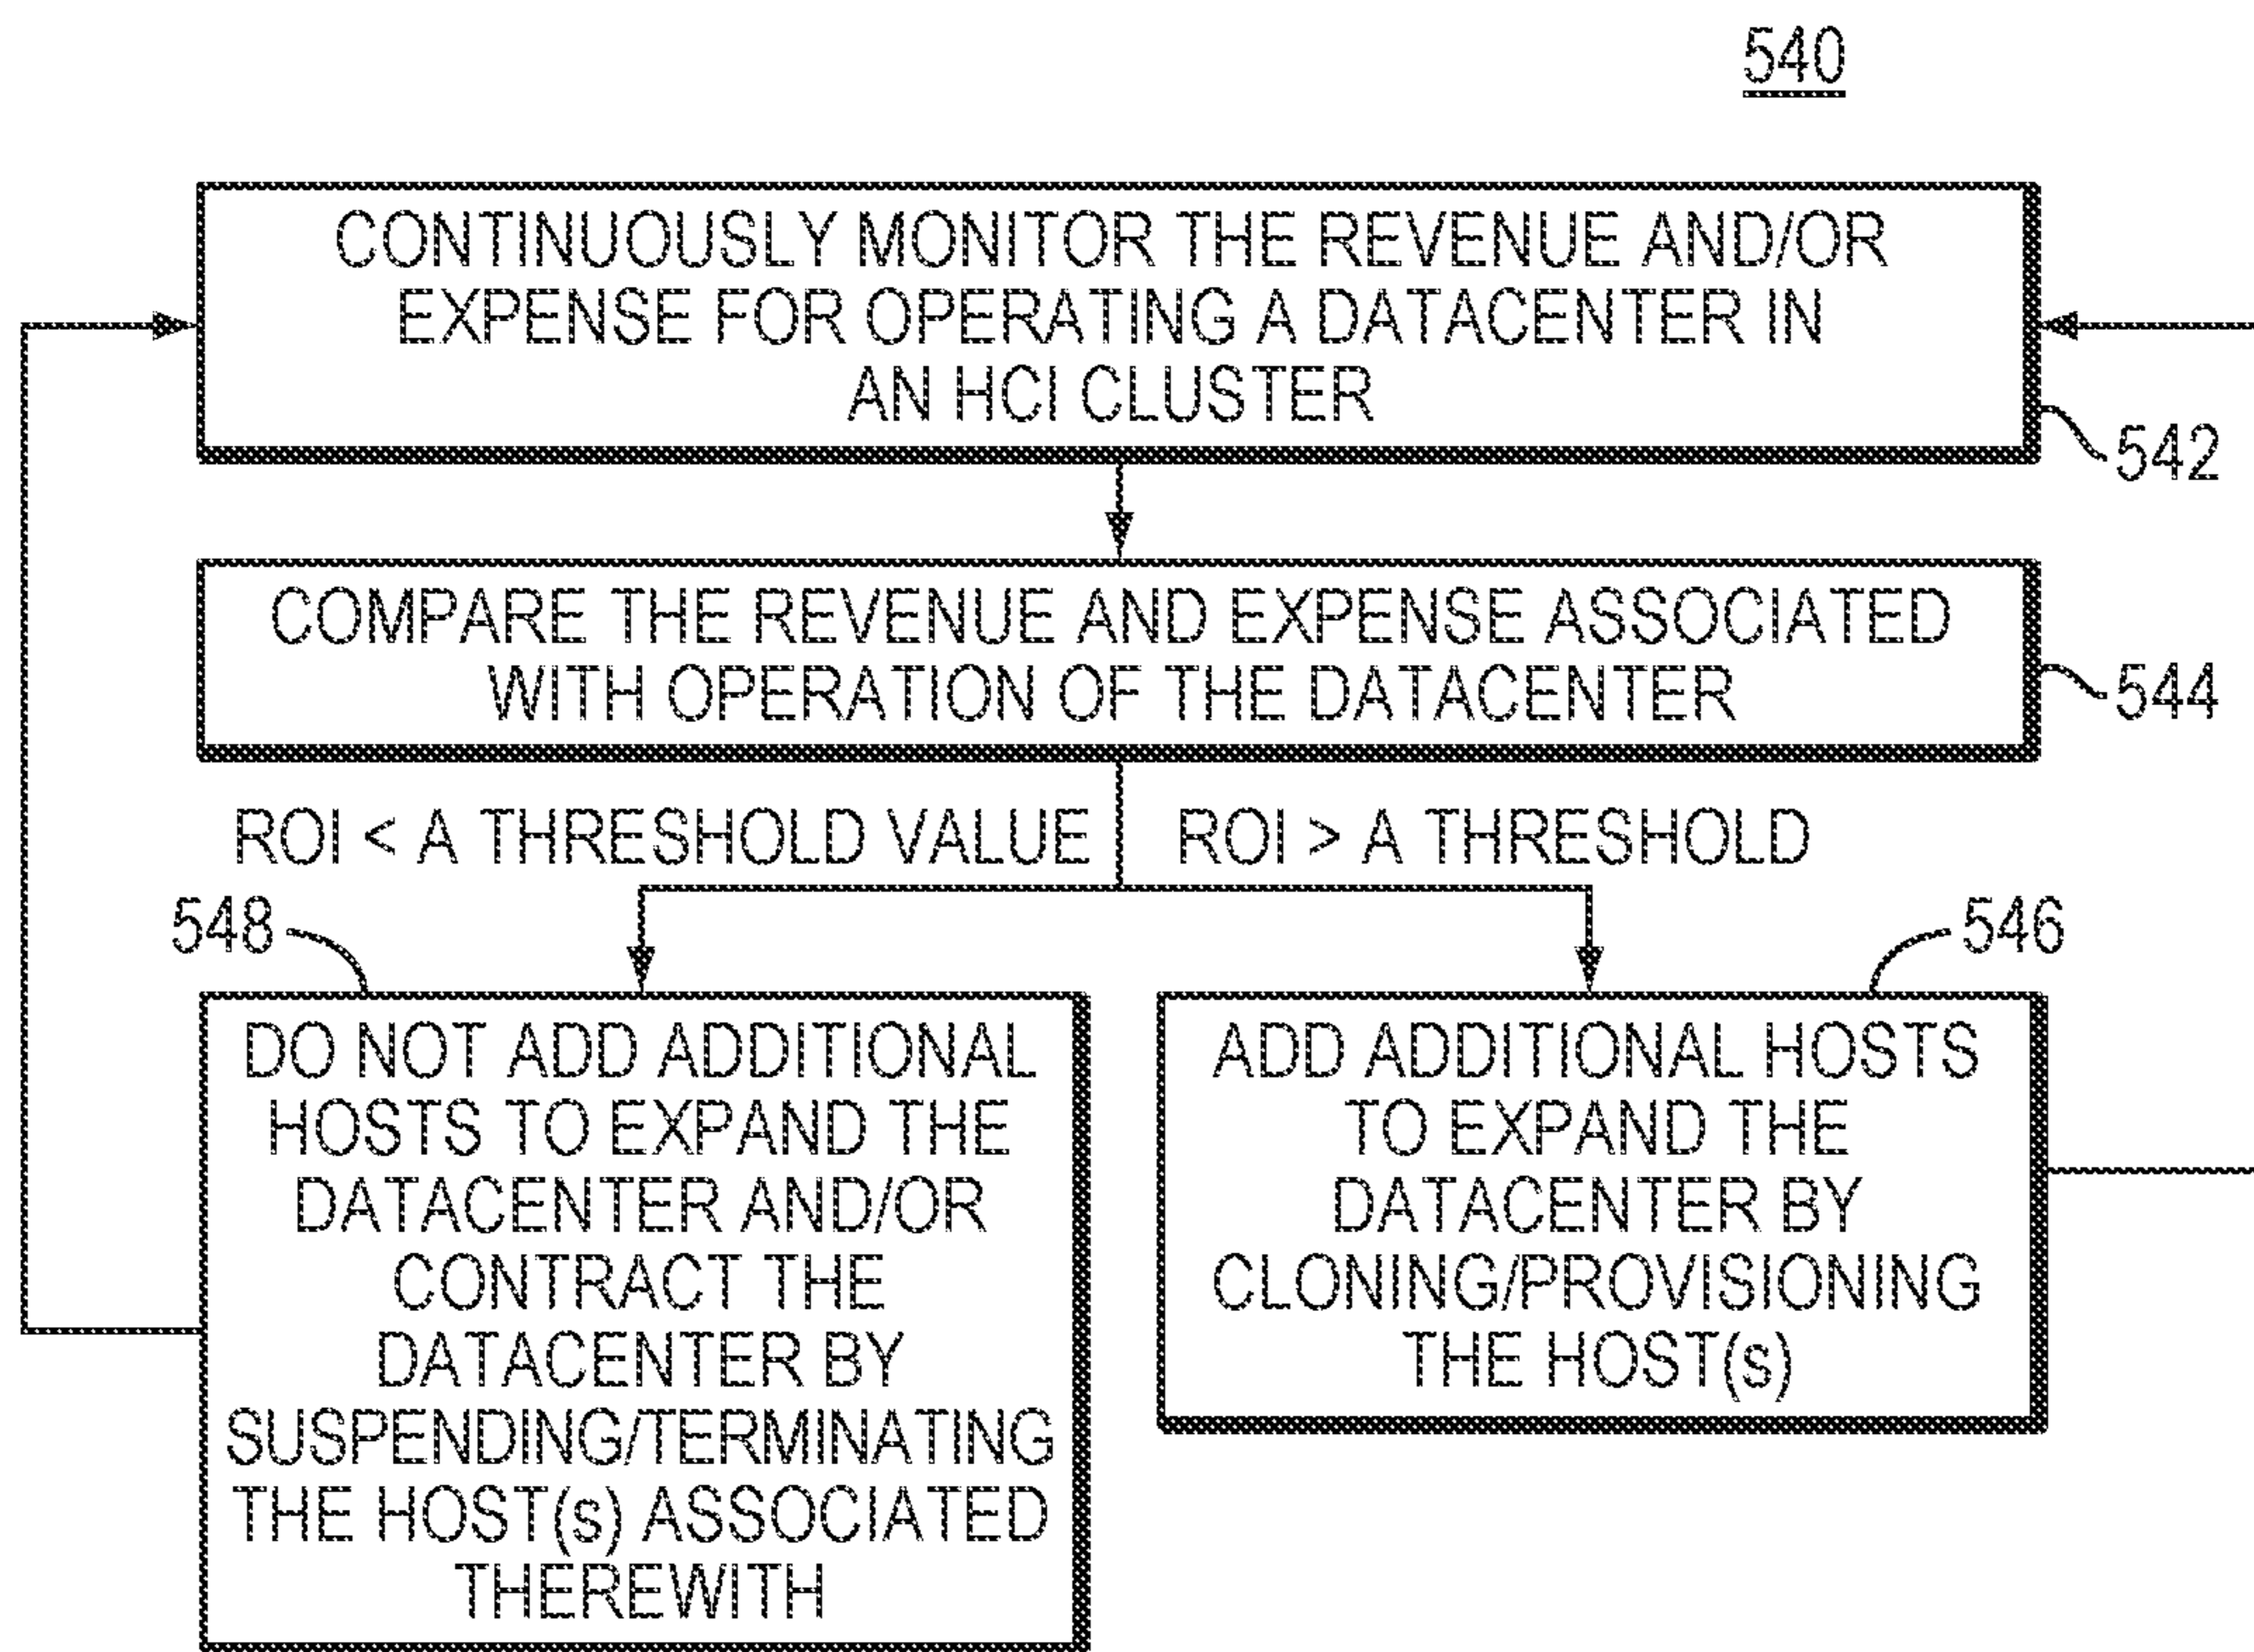 540
CONTINUOUSLY MONITOR THE REVENUE AND/OR
EXPENSE FOR OPERATING A DATACENTER IN
AN HCI CLUSTER
542
COMPARE THE REVENUE AND EXPENSE ASSOCIATED
WITH OPERATION OF THE DATACENTER
544
ROI < A THRESHOLD VALUE
ROI > A THRESHOLD
548
546
DO NOT ADD ADDITIONAL
HOSTS TO EXPAND THE
DATACENTER AND/OR
CONTRACT THE
DATACENTER BY
SUSPENDING/TERMINATING
THE HOST(s) ASSOCIATED
THEREWITH
ADD ADDITIONAL HOSTS
TO EXPAND THE
DATACENTER BY
CLONING/PROVISIONING
THE HOST(s)